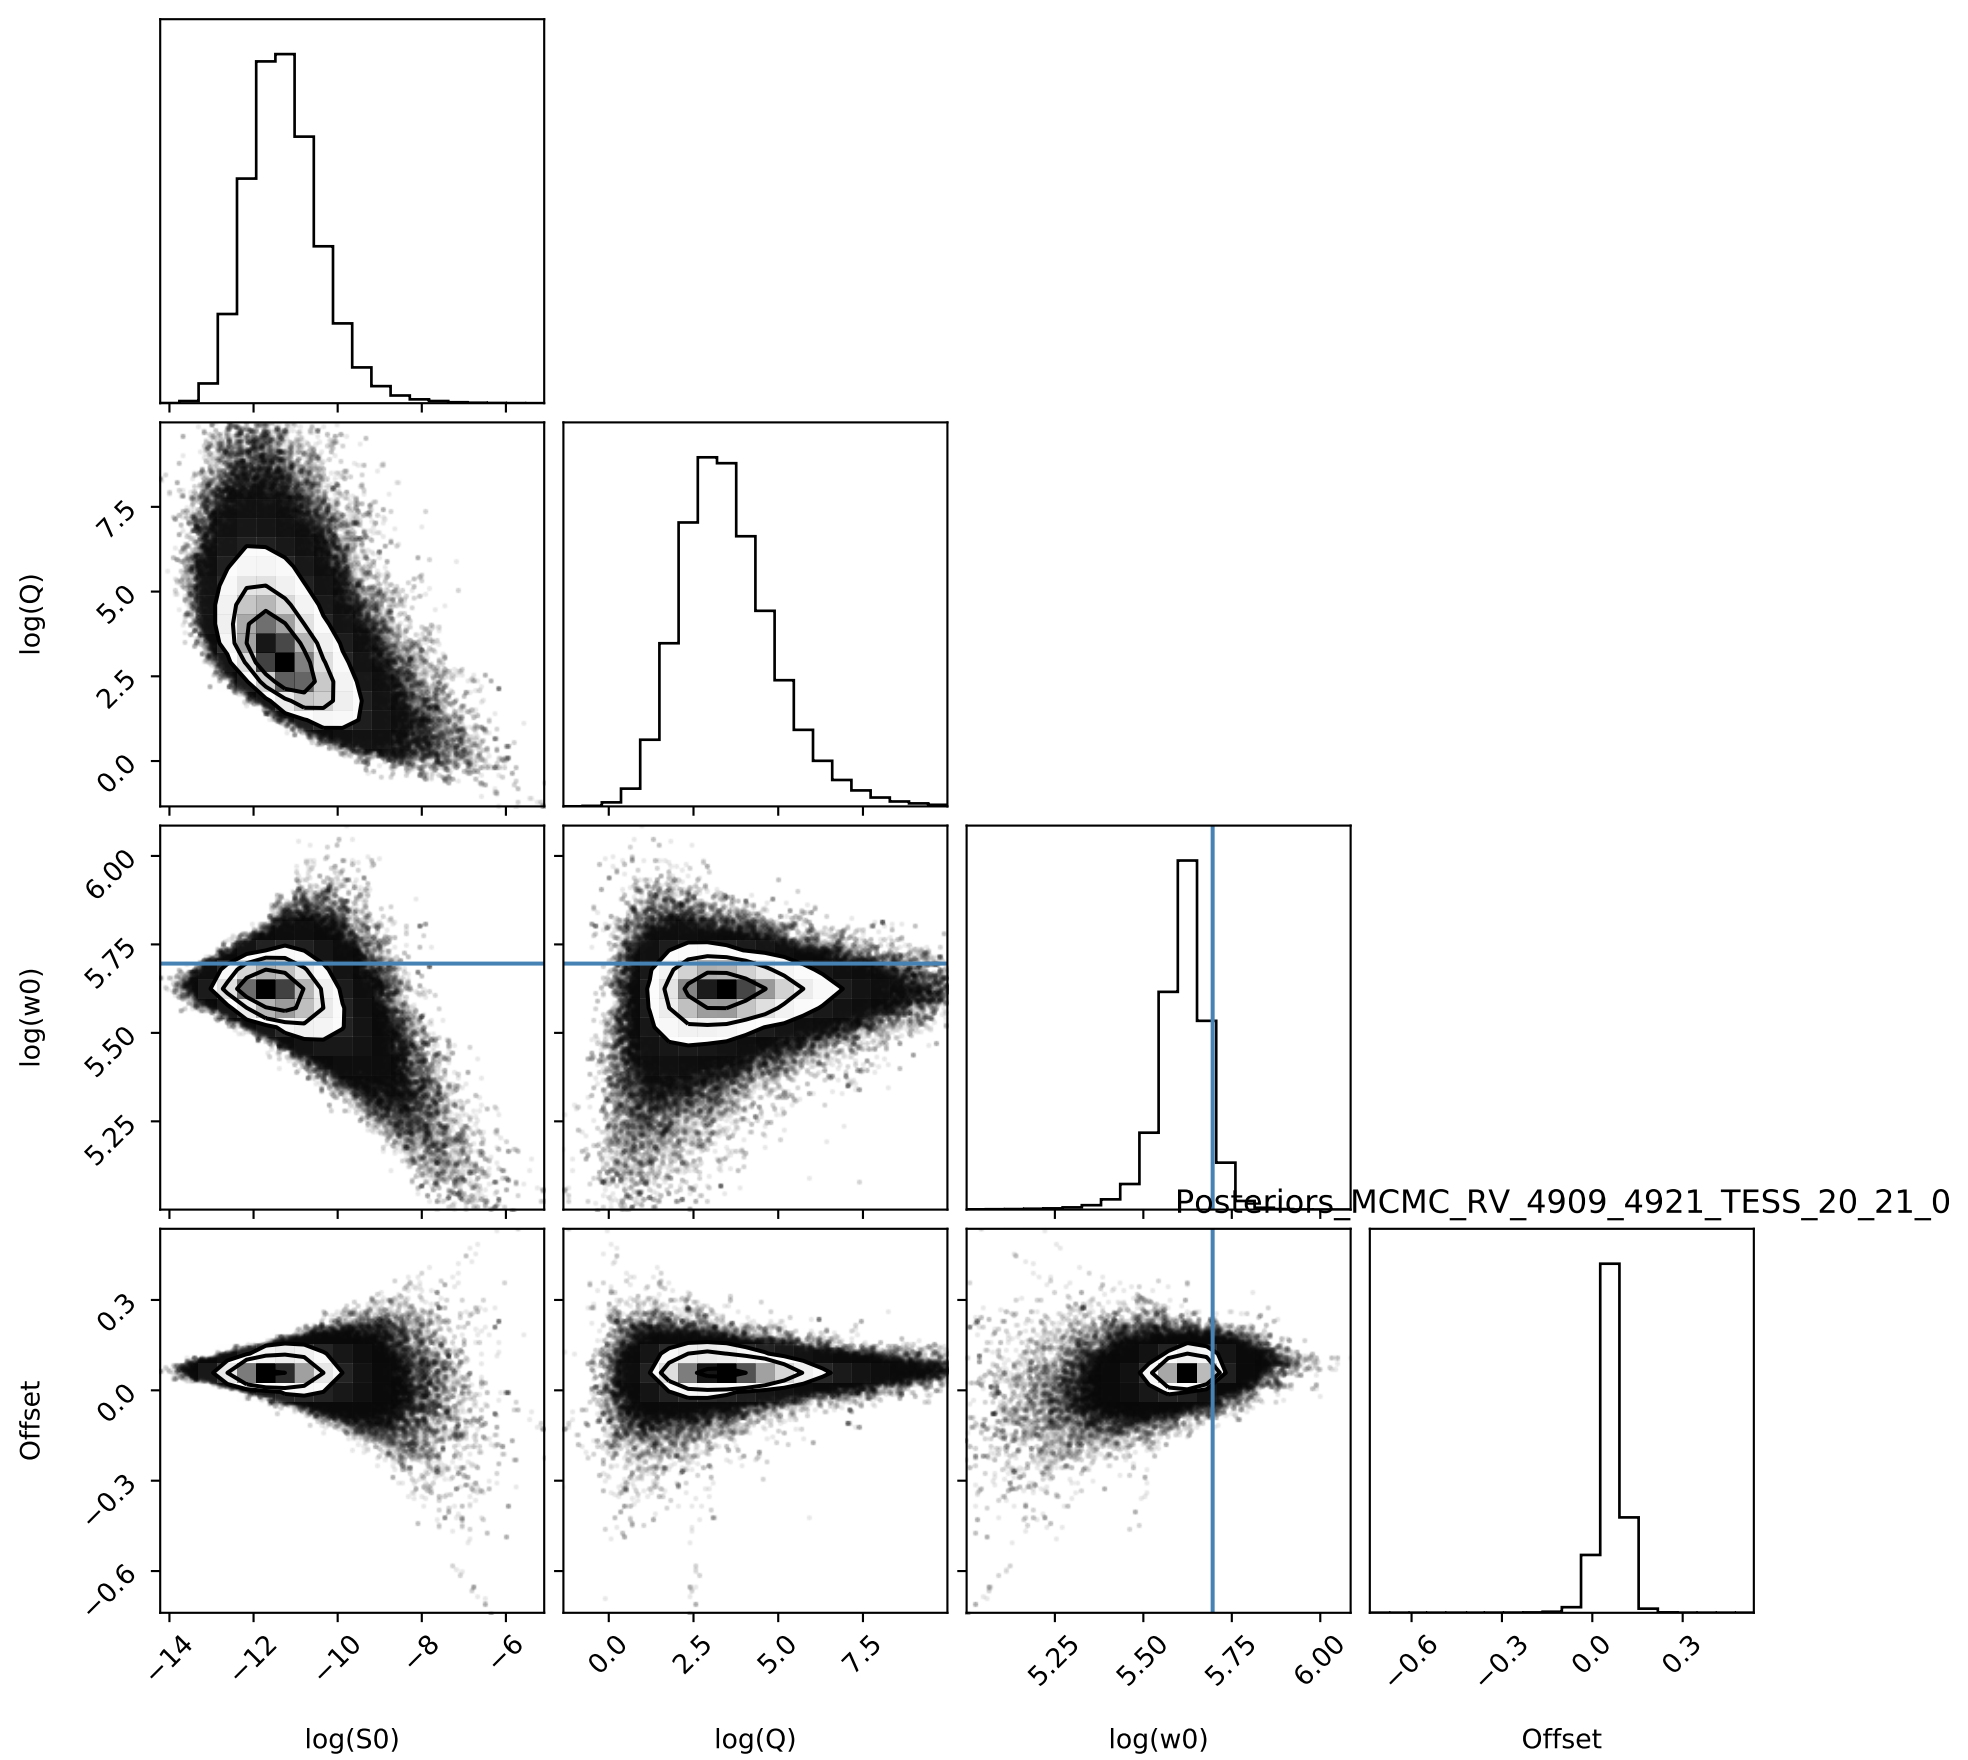 log(Q)
7.5
5.0
2.5
0.0
log(w0)
6.00
5.75
5.50
5.25
Posteriors_MCMC_RV_4909_4921_TESS_20_21_0
Offset
0.3
0.0
−0.3
−0.6
−14 −12 −10 −8 −6 0.0 2.5 5.0 7.5 5.25 5.50 5.75 6.00 −0.6 −0.3 0.0 0.3
log(S0) log(Q) log(w0) Offset